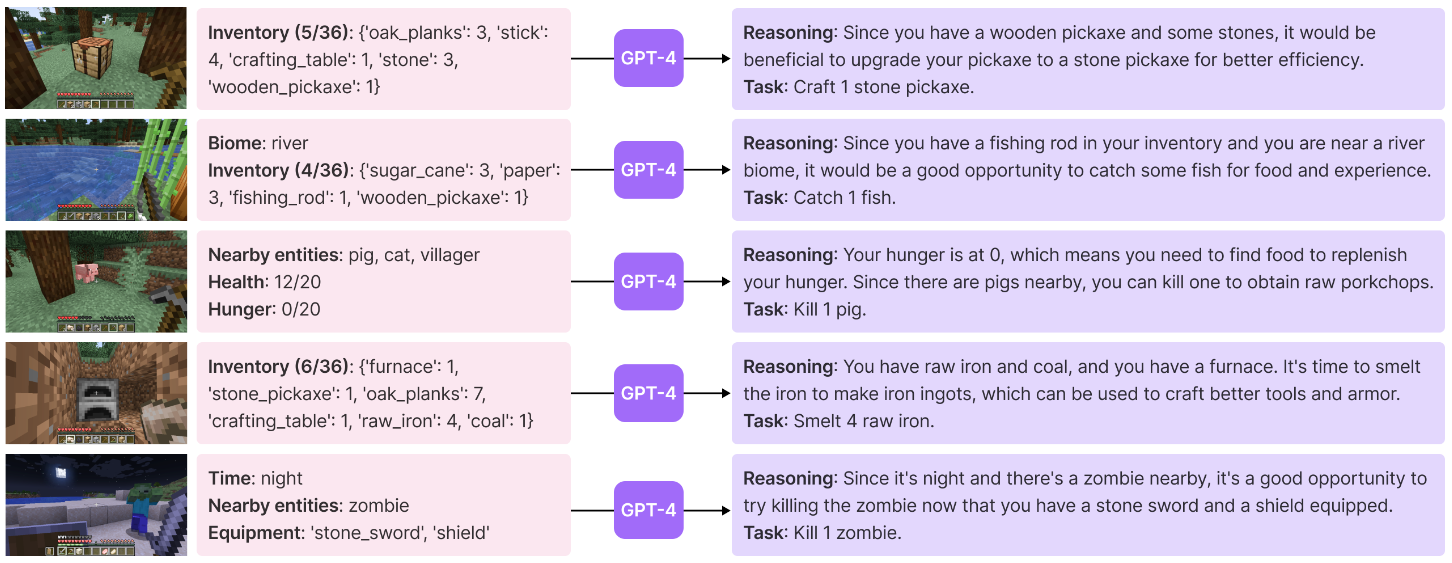 Inventory (5/36): {'oak_planks': 3, 'stick':
4, 'crafting_table': 1, 'stone': 3,
'wooden_pickaxe': 1}
GPT-4
Reasoning: Since you have a wooden pickaxe and some stones, it would be
beneficial to upgrade your pickaxe to a stone pickaxe for better efficiency.
Task: Craft 1 stone pickaxe.
Biome: river
Inventory (4/36): {'sugar_cane': 3, 'paper':
3, 'fishing_rod': 1, 'wooden_pickaxe': 1}
GPT-4
Reasoning: Since you have a fishing rod in your inventory and you are near a river
biome, it would be a good opportunity to catch some fish for food and experience.
Task: Catch 1 fish.
Nearby entities: pig, cat, villager
Health: 12/20
Hunger: 0/20
GPT-4
Reasoning: Your hunger is at 0, which means you need to find food to replenish
your hunger. Since there are pigs nearby, you can kill one to obtain raw porkchops.
Task: Kill 1 pig.
Inventory (6/36): {'furnace': 1,
'stone_pickaxe': 1, 'oak_planks': 7,
'crafting_table': 1, 'raw_iron': 4, 'coal': 1}
GPT-4
Reasoning: You have raw iron and coal, and you have a furnace. It's time to smelt
the iron to make iron ingots, which can be used to craft better tools and armor.
Task: Smelt 4 raw iron.
Time: night
Nearby entities: zombie
Equipment: 'stone_sword', 'shield'
GPT-4
Reasoning: Since it's night and there's a zombie nearby, it's a good opportunity to
try killing the zombie now that you have a stone sword and a shield equipped.
Task: Kill 1 zombie.